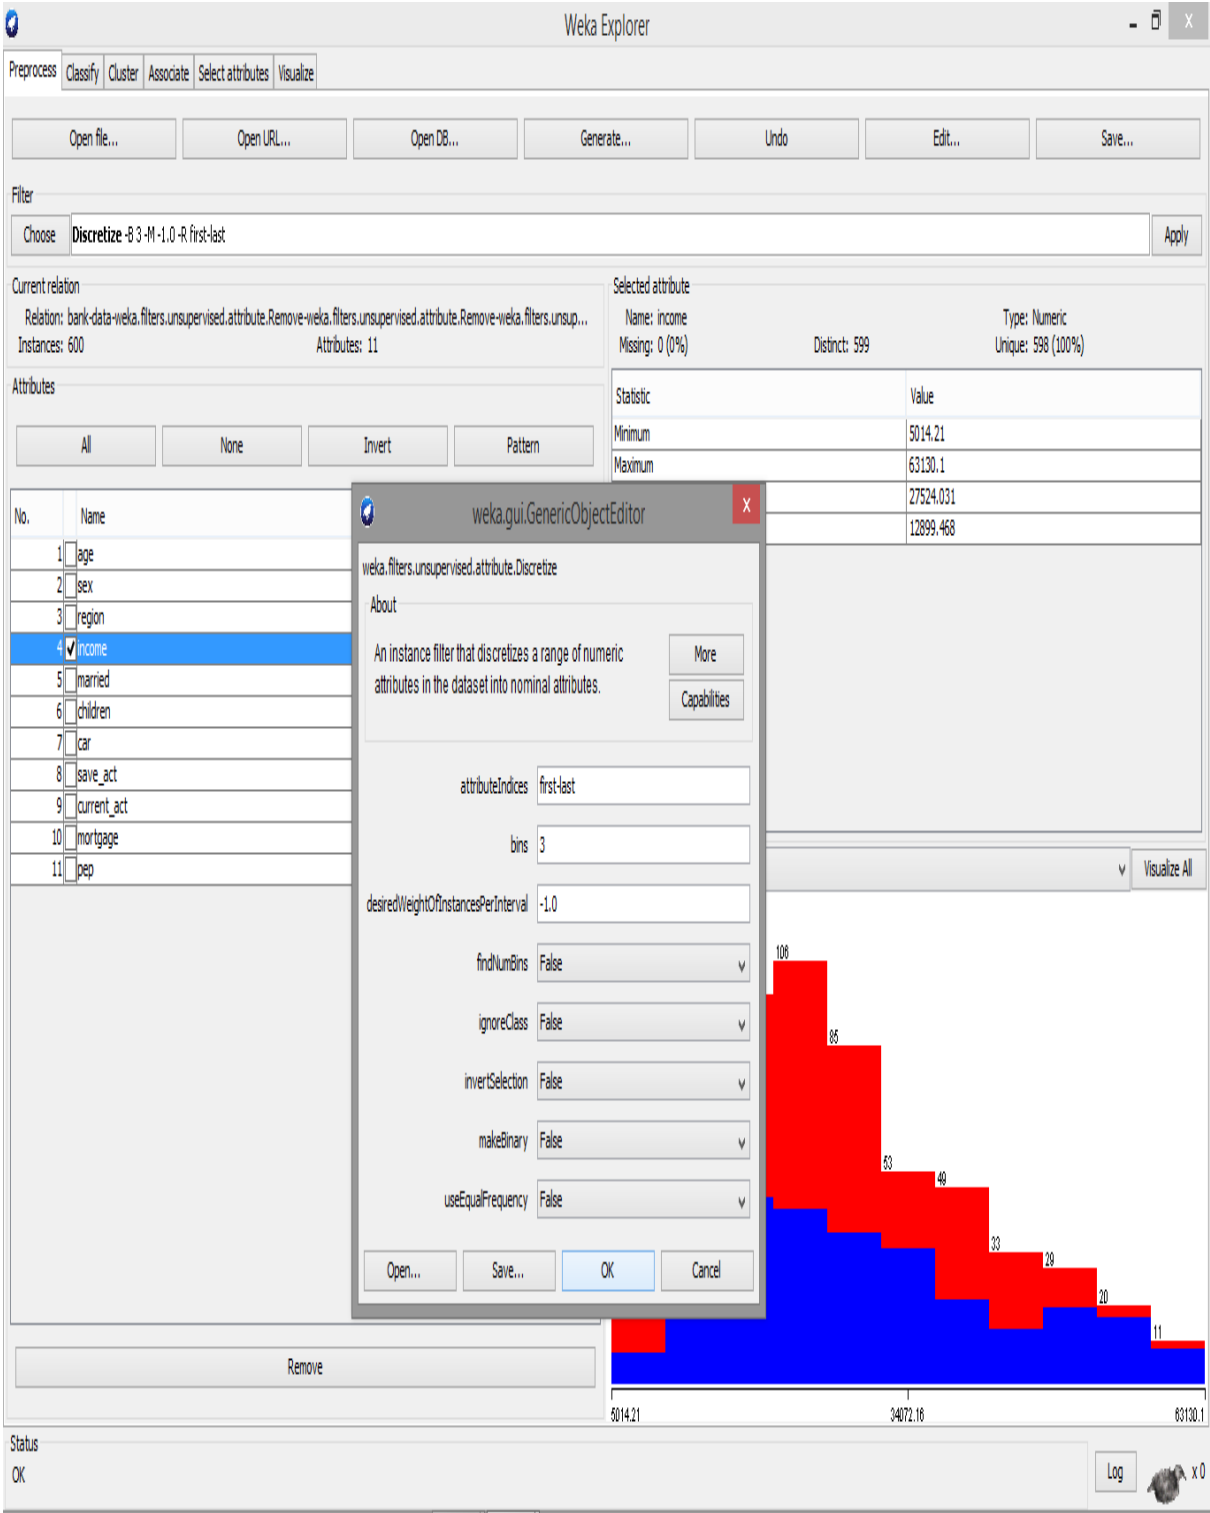 Weka Explorer
Preprocess Classify Cluster Associate Select attributes Visualize
Open file... Open URL... Open DB... Generate... Undo Edit... Save...
Filter
Choose Discretize -B 3 -M -1.0 -R first-last Apply
Current relation
Relation: bank-data-weka.filters.unsupervised.attribute.Remove-weka.filters.unsupervised.attribute.Remove-weka.filters.unsup...
Instances: 600 Attributes: 11
Selected attribute
Name: income Type: Numeric
Missing: 0 (0%) Distinct: 599 Unique: 598 (100%)
Statistic Value
Minimum 5014.21
Maximum 63130.1
27524.031
12899.468
Attributes
All None Invert Pattern
No. Name
1 age
2 sex
3 region
4 income
5 married
6 children
7 car
8 save_act
9 current_act
10 mortgage
11 pep
Remove
weka.gui.GenericObjectEditor X
weka.filters.unsupervised.attribute.Discretize
About
An instance filter that discretizes a range of numeric
attributes in the dataset into nominal attributes.
More
Capabilities
attributeIndices first-last
bins 3
desiredWeightOfInstancesPerInterval -1.0
findNumBins False
ignoreClass False
invertSelection False
makeBinary False
useEqualFrequency False
Open... Save... OK Cancel
Visualize All
106
85
53
49
33
29
20
11
5014.21 34072.16 63130.1
Status
OK
Log x 0